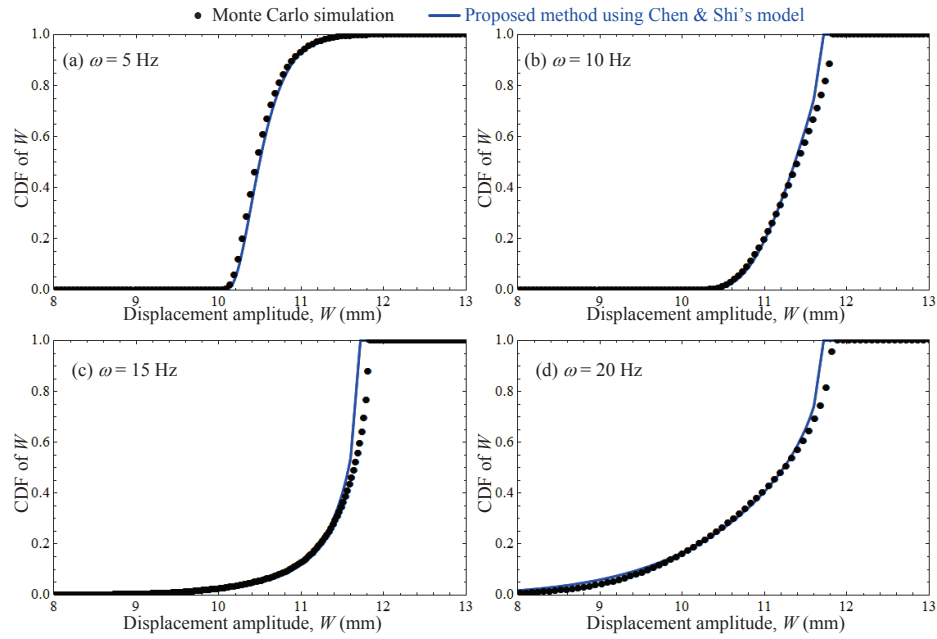 Monte Carlo simulation Proposed method using Chen & Shi's model
1.0 1.0
(a) ω = 5 Hz (b) ω = 10 Hz
0.8 0.8
0.6 0.6
CDF of W CDF of W
0.4 0.4
0.2 0.2
0.0 0.0
8 9 10 11 12 13 8 9 10 11 12 13
Displacement amplitude, W (mm) Displacement amplitude, W (mm)
1.0 1.0
(c) ω = 15 Hz (d) ω = 20 Hz
0.8 0.8
0.6 0.6
CDF of W CDF of W
0.4 0.4
0.2 0.2
0.0 0.0
8 9 10 11 12 13 8 9 10 11 12 13
Displacement amplitude, W (mm) Displacement amplitude, W (mm)